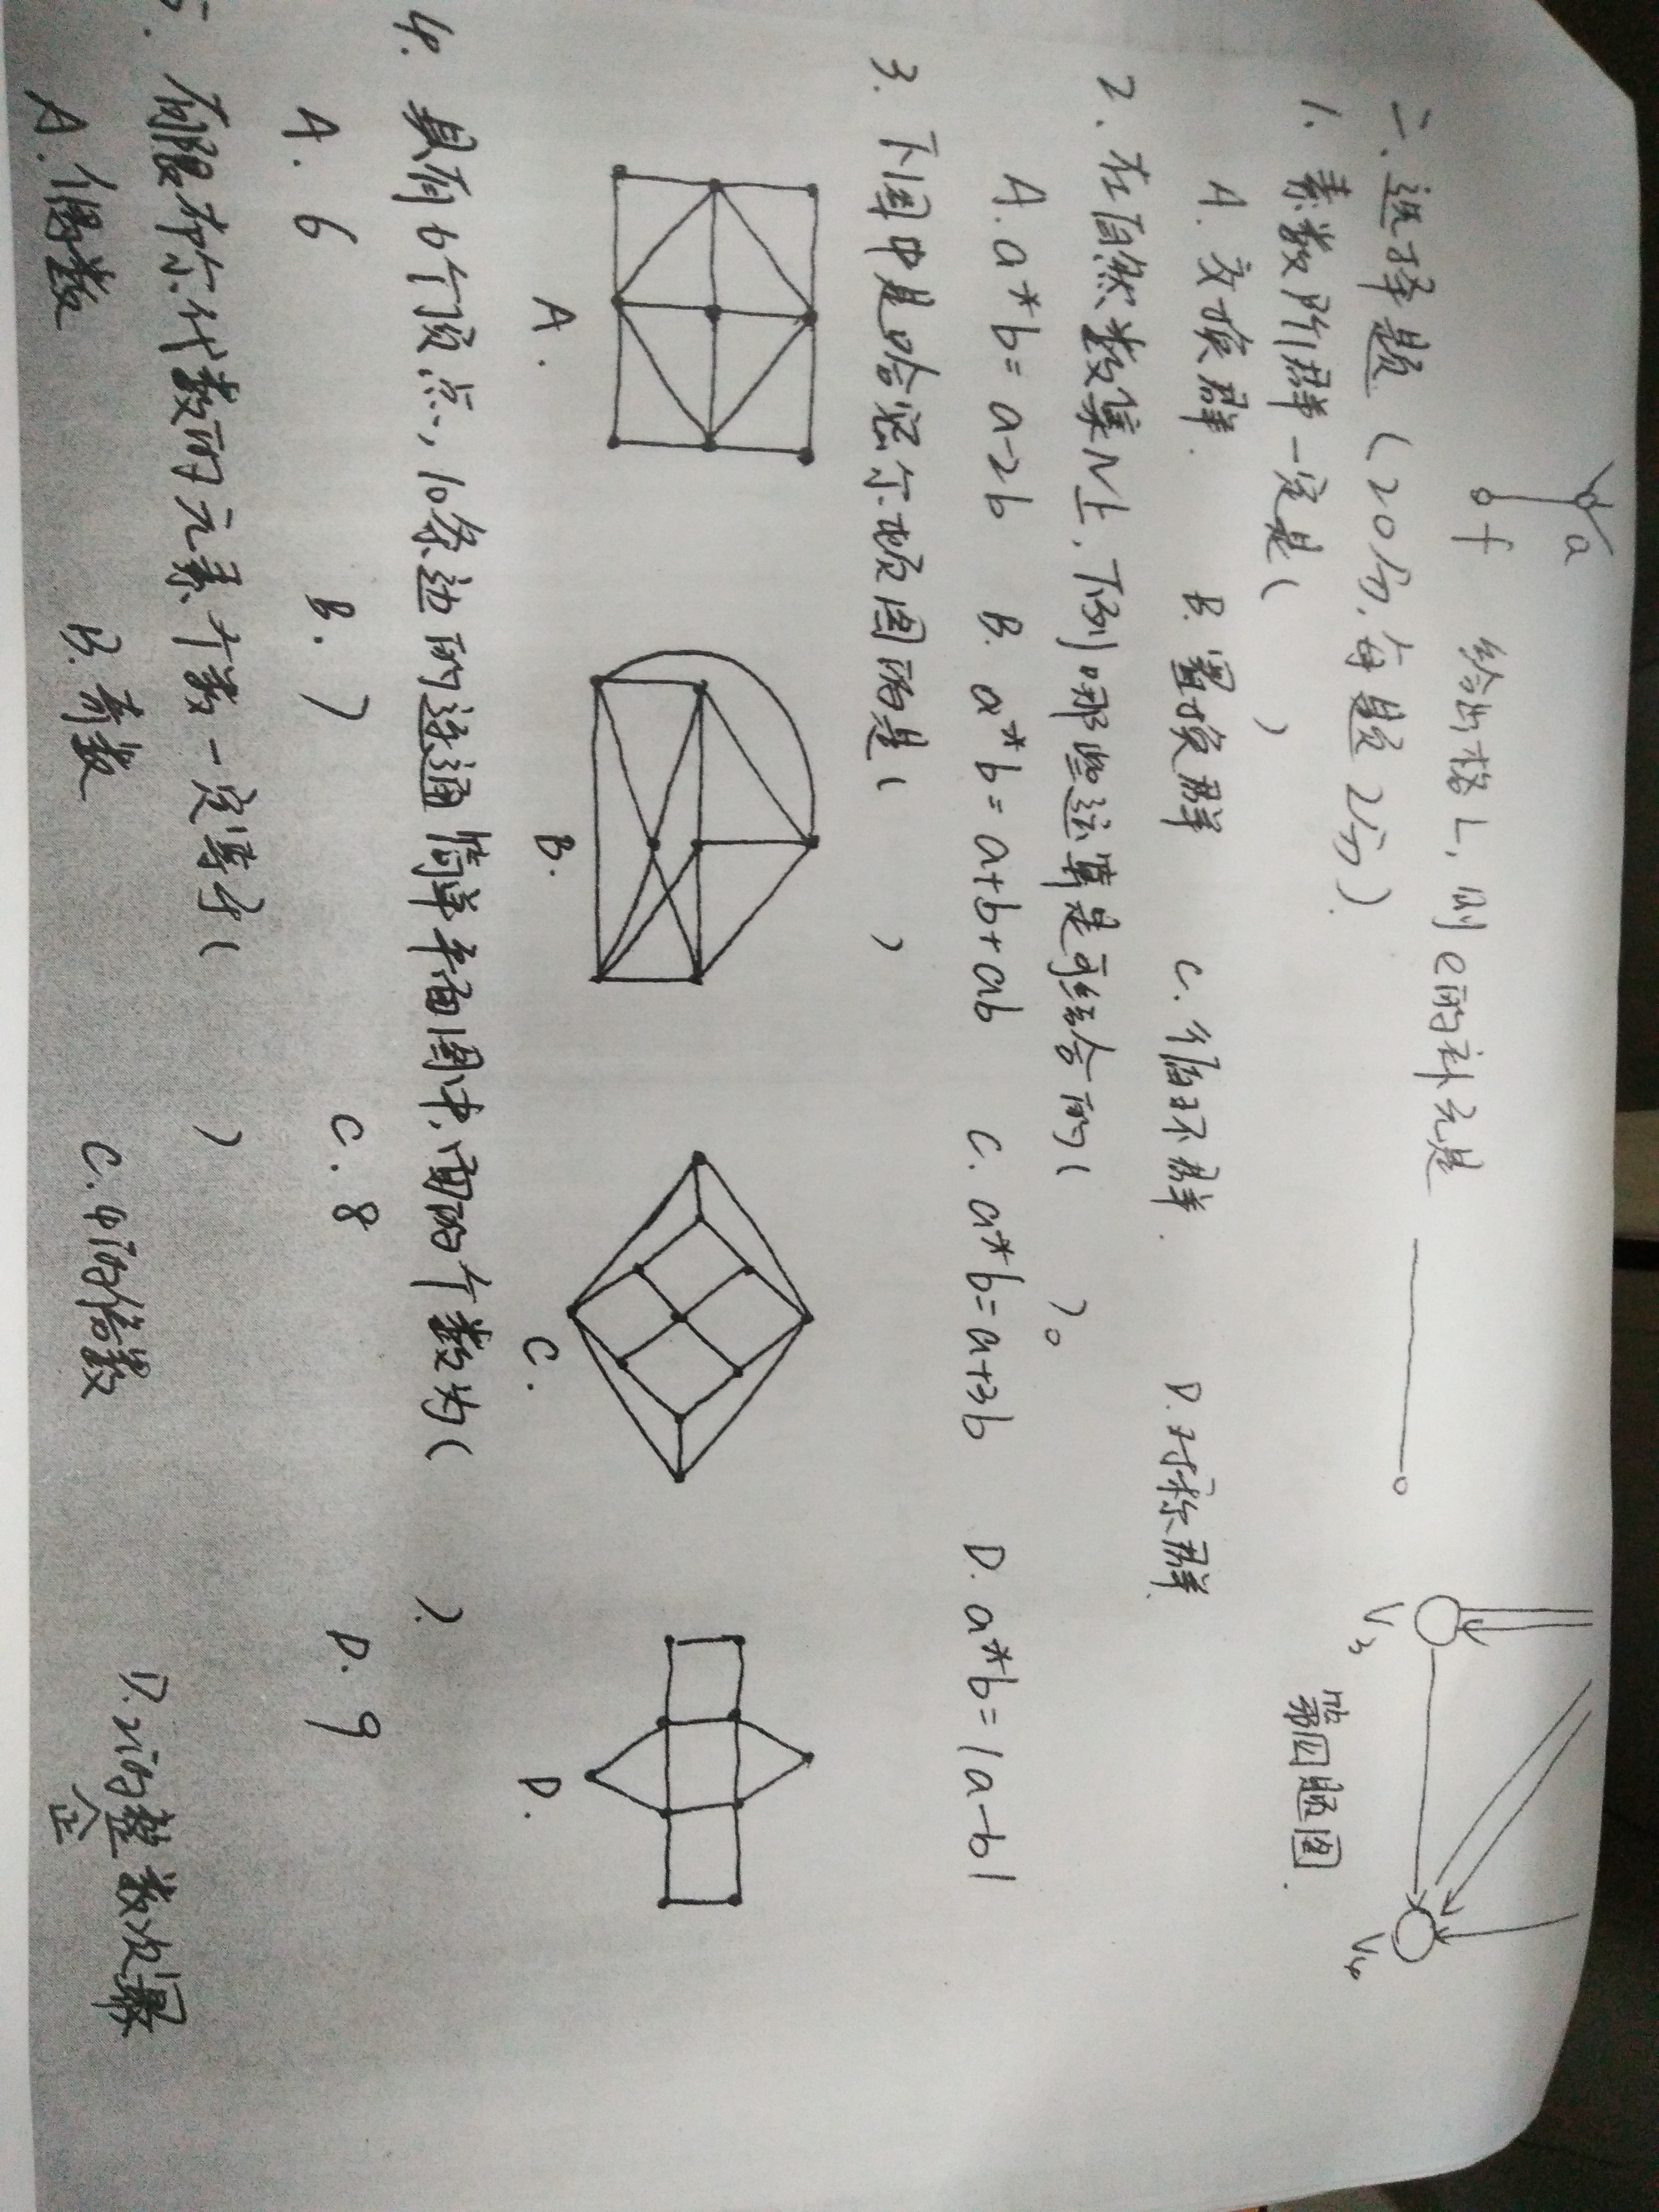 a
f 给出格L, 则e的补元是
V3 V4
第四题图.
二、选择题 (20分, 每题2分).
1. 素数阶群一定是( )
A. 交换群. B. 置换群 C. 循环群. D. 对称群.
2. 在自然数集N上, 下列哪些运算是可结合的( )。
A. a*b= a-2b B. a*b= a+b+ab C. a*b=a+3b D. a*b=|a-b|
3. 下图中是哈密尔顿图的是( )
A. B. C. D.
4. 具有6个顶点, 10条边的连通简单平面图中, 面的个数为( ).
A. 6 B. 7 C. 8 D. 9
5. 有限布尔代数的元素个数一定等于( )
A. 偶数 B. 奇数 C. 4的倍数 D. 2的整数次幂
正